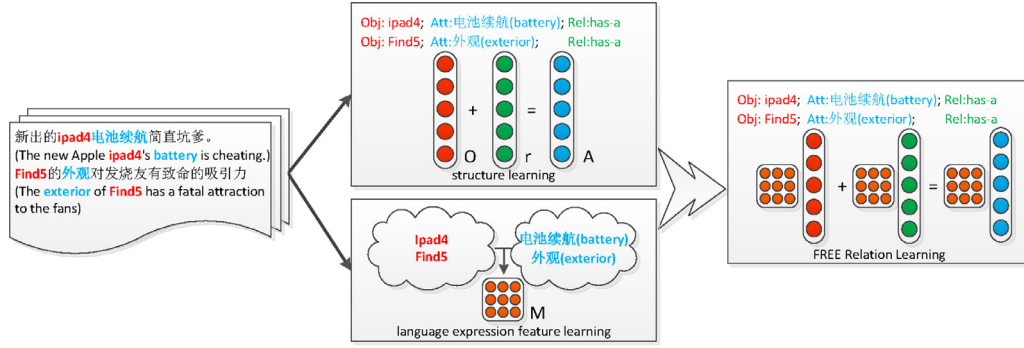 新出的ipad4电池续航简直坑爹。
(The new Apple ipad4's battery is cheating.)
Find5的外观对发烧友有致命的吸引力
(The exterior of Find5 has a fatal attraction
to the fans)
Obj: ipad4; Att:电池续航(battery); Rel:has-a
Obj: Find5; Att:外观(exterior); Rel:has-a
+ =
O r A
structure learning
Ipad4 电池续航(battery)
Find5 外观(exterior)
M
language expression feature learning
Obj: ipad4; Att:电池续航(battery); Rel:has-a
Obj: Find5; Att:外观(exterior); Rel:has-a
+ =
FREE Relation Learning